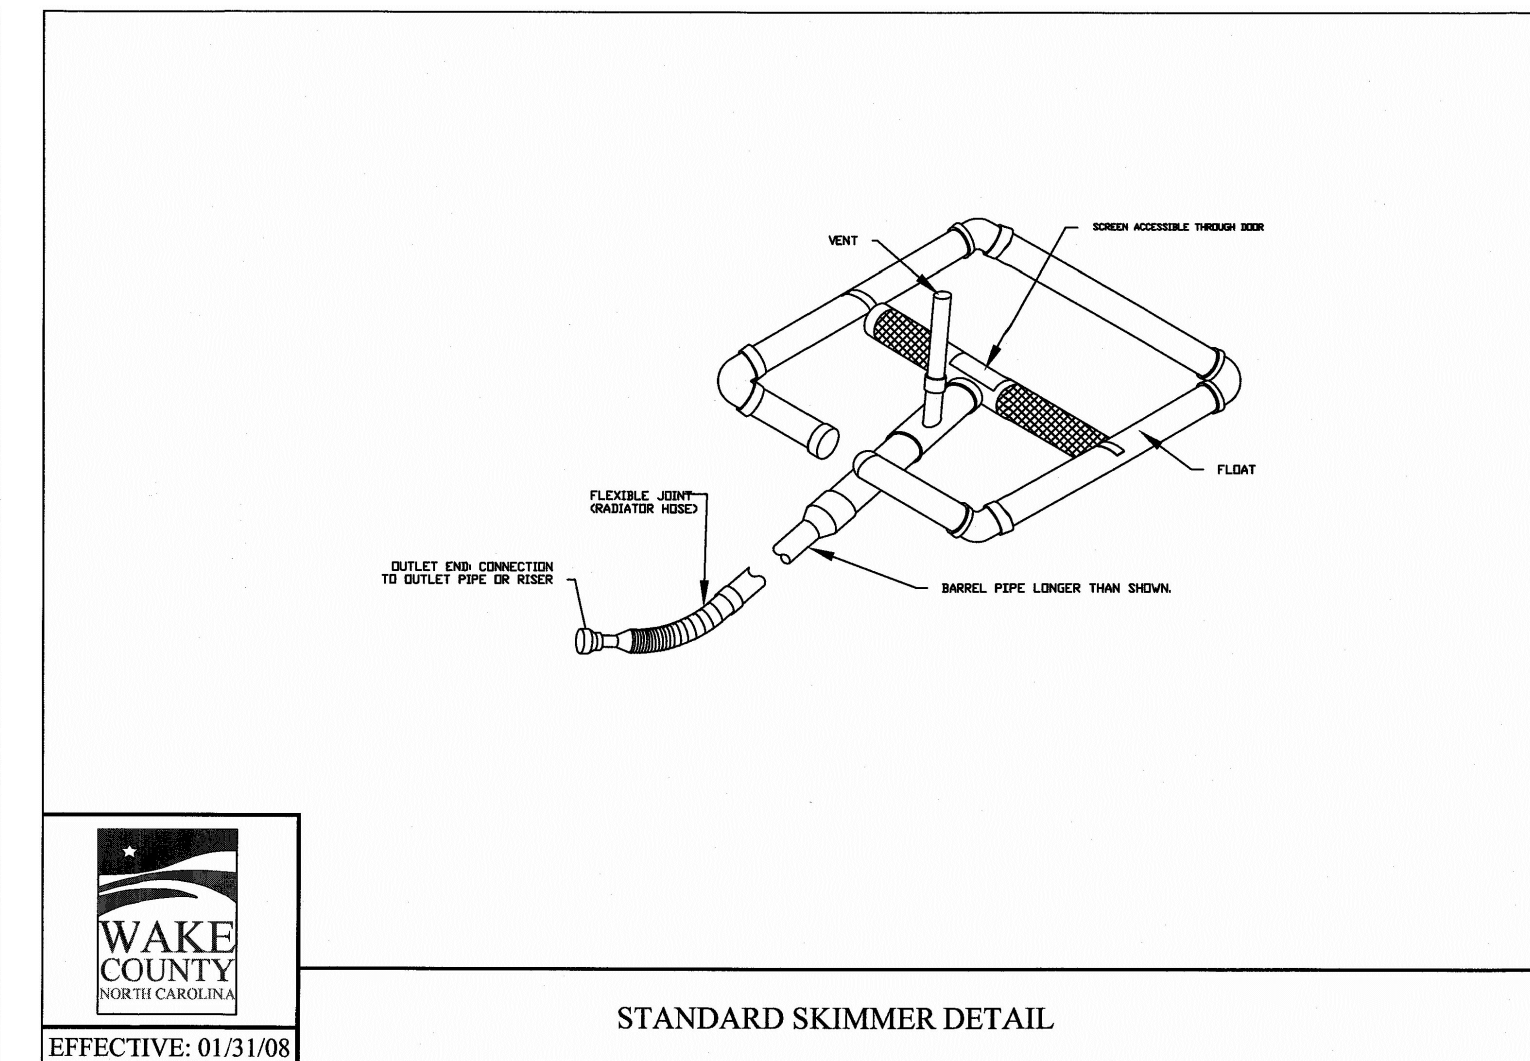 SCREEN ACCESSIBLE THROUGH DOOR
VENT
FLOAT
FLEXIBLE JOINT
(RADIATOR HOSE)
OUTLET END: CONNECTION
TO OUTLET PIPE OR RISER
BARREL PIPE LONGER THAN SHOWN.
WAKE
COUNTY
NORTH CAROLINA
STANDARD SKIMMER DETAIL
EFFECTIVE: 01/31/08